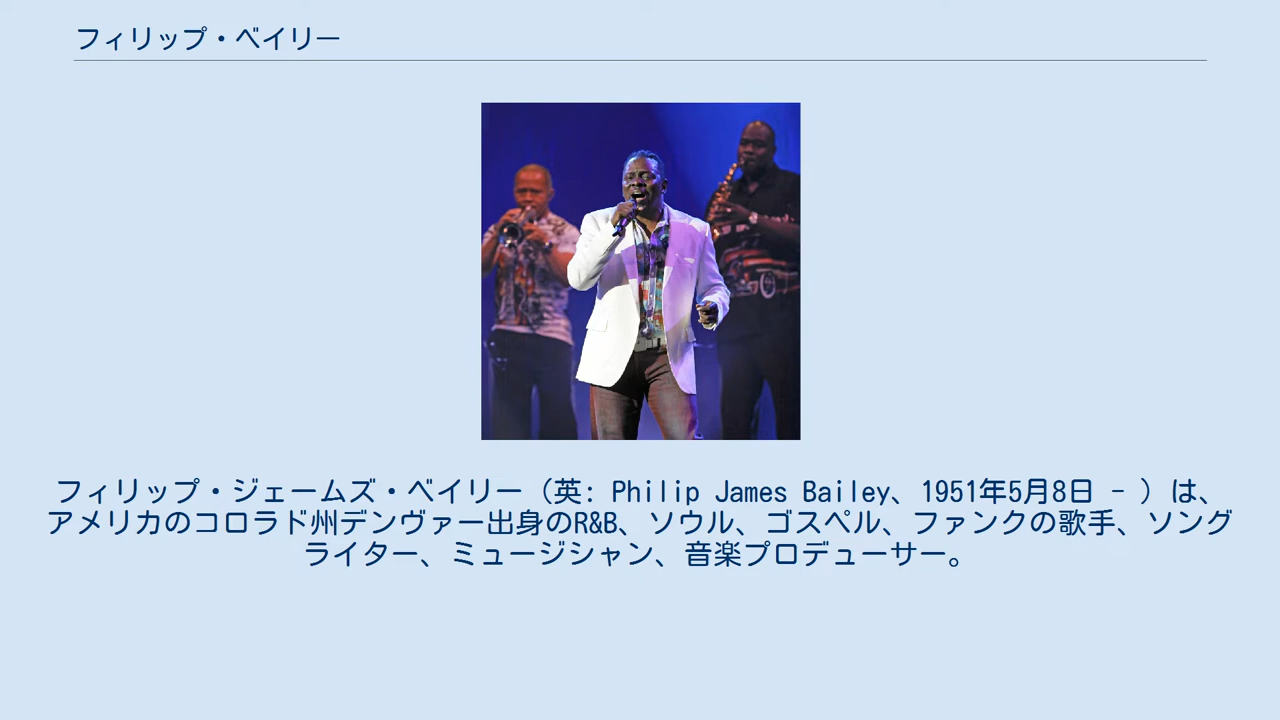 フィリップ・ベイリー
フィリップ・ジェームズ・ベイリー（英: Philip James Bailey、1951年5月8日 - ）は、
アメリカのコロラド州デンヴァー出身のR&B、ソウル、ゴスペル、ファンクの歌手、ソング
ライター、ミュージシャン、音楽プロデューサー。